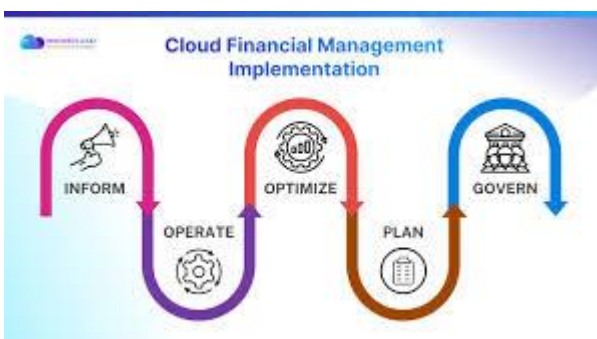 Cloud Financial Management
Implementation
INFORM
OPERATE
OPTIMIZE
PLAN
GOVERN